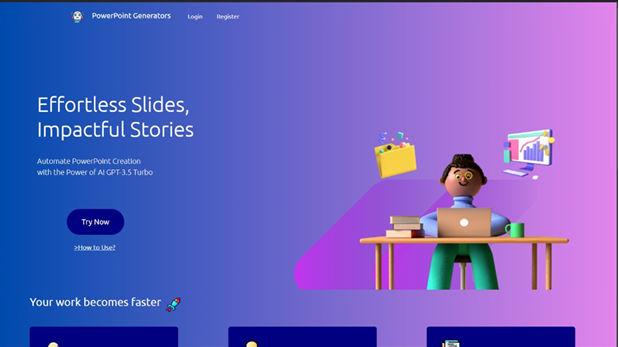 PowerPoint Generators
Login
Register
Effortless Slides,
Impactful Stories
Automate PowerPoint Creation
with the Power of AI GPT-3.5 Turbo
Try Now
>How to Use?
Your work becomes faster